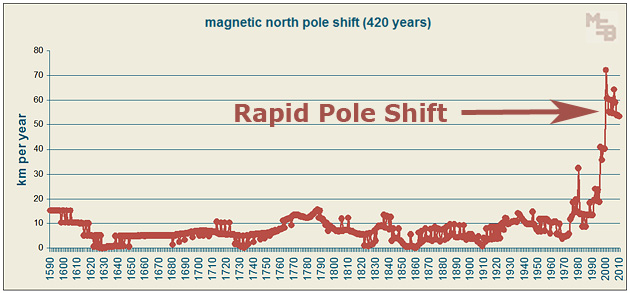 magnetic north pole shift (420 years)
MEB
80
70
60
50
40
30
20
10
0
km per year
Rapid Pole Shift
1590 1600 1610 1620 1630 1640 1650 1660 1670 1680 1690 1700 1710 1720 1730 1740 1750 1760 1770 1780 1790 1800 1810 1820 1830 1840 1850 1860 1870 1880 1890 1900 1910 1920 1930 1940 1950 1960 1970 1980 1990 2000 2010